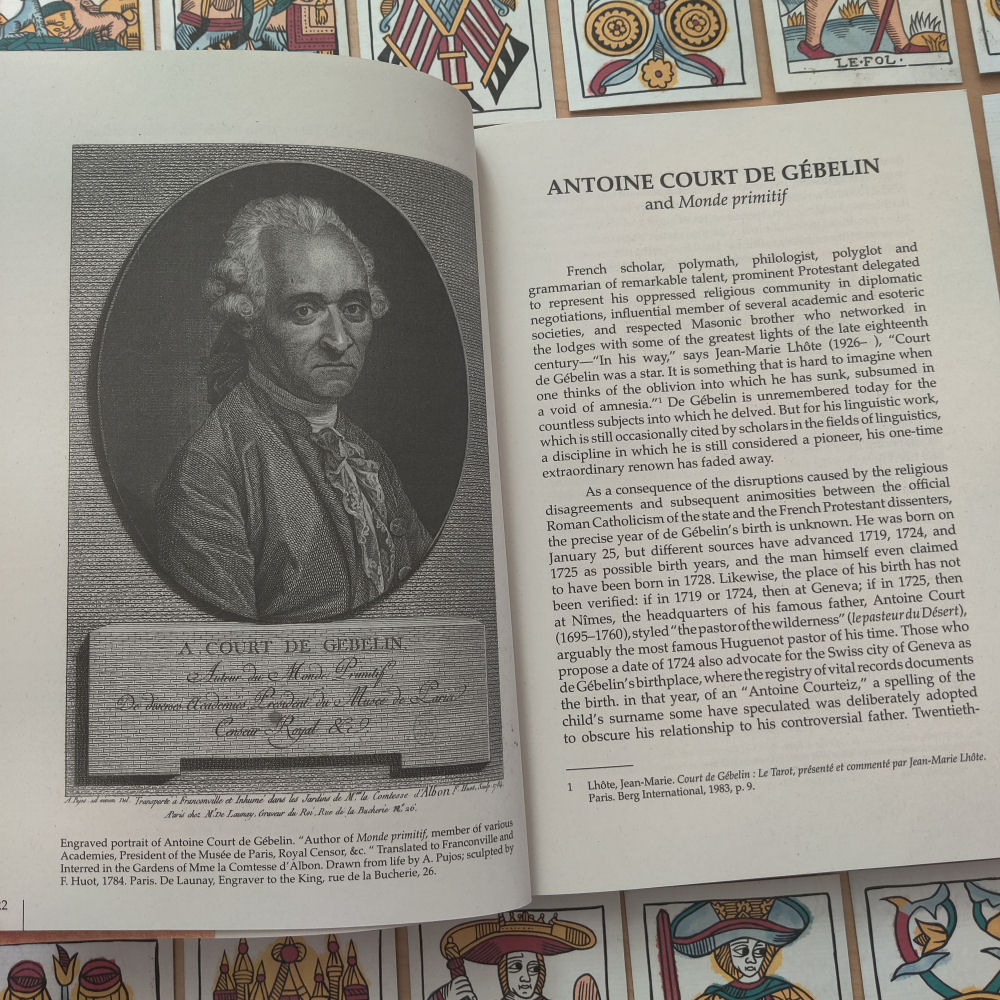 LE·FOL·
A. COURT DE GEBELIN,
Auteur du Monde Primitif
De diverses Académies, President du Musée de Paris
Censeur Royal &c.
A. Pujos ad vivum Del. Transporté à Franconville et Inhumé dans les Jardins de Mme la Comtesse d'Albon F. Huot, Sculp. 1784.
Paris chez Mr De Launay, Graveur du Roi, Rue de la Bucherie No 26.
Engraved portrait of Antoine Court de Gébelin. "Author of Monde primitif, member of various
Academies, President of the Musée de Paris, Royal Censor, &c. " Translated to Franconville and
Interred in the Gardens of Mme la Comtesse d'Albon. Drawn from life by A. Pujos; sculpted by
F. Huot, 1784. Paris. De Launay, Engraver to the King, rue de la Bucherie, 26.
22
ANTOINE COURT DE GÉBELIN
and Monde primitif
French scholar, polymath, philologist, polyglot and
grammarian of remarkable talent, prominent Protestant delegated
to represent his oppressed religious community in diplomatic
negotiations, influential member of several academic and esoteric
societies, and respected Masonic brother who networked in
the lodges with some of the greatest lights of the late eighteenth
century—"In his way," says Jean-Marie Lhôte (1926– ), "Court
de Gébelin was a star. It is something that is hard to imagine when
one thinks of the oblivion into which he has sunk, subsumed in
a void of amnesia."1 De Gébelin is unremembered today for the
countless subjects into which he delved. But for his linguistic work,
which is still occasionally cited by scholars in the fields of linguistics,
a discipline in which he is still considered a pioneer, his one-time
extraordinary renown has faded away.
As a consequence of the disruptions caused by the religious
disagreements and subsequent animosities between the official
Roman Catholicism of the state and the French Protestant dissenters,
the precise year of de Gébelin's birth is unknown. He was born on
January 25, but different sources have advanced 1719, 1724, and
1725 as possible birth years, and the man himself even claimed
to have been born in 1728. Likewise, the place of his birth has not
been verified: if in 1719 or 1724, then at Geneva; if in 1725, then
at Nîmes, the headquarters of his famous father, Antoine Court
(1695–1760), styled "the pastor of the wilderness" (le pasteur du Désert),
arguably the most famous Huguenot pastor of his time. Those who
propose a date of 1724 also advocate for the Swiss city of Geneva as
de Gébelin's birthplace, where the registry of vital records documents
the birth. in that year, of an "Antoine Courteiz," a spelling of the
child's surname some have speculated was deliberately adopted
to obscure his relationship to his controversial father. Twentieth-
1 Lhôte, Jean-Marie. Court de Gébelin : Le Tarot, présenté et commenté par Jean-Marie Lhôte.
Paris. Berg International, 1983, p. 9.